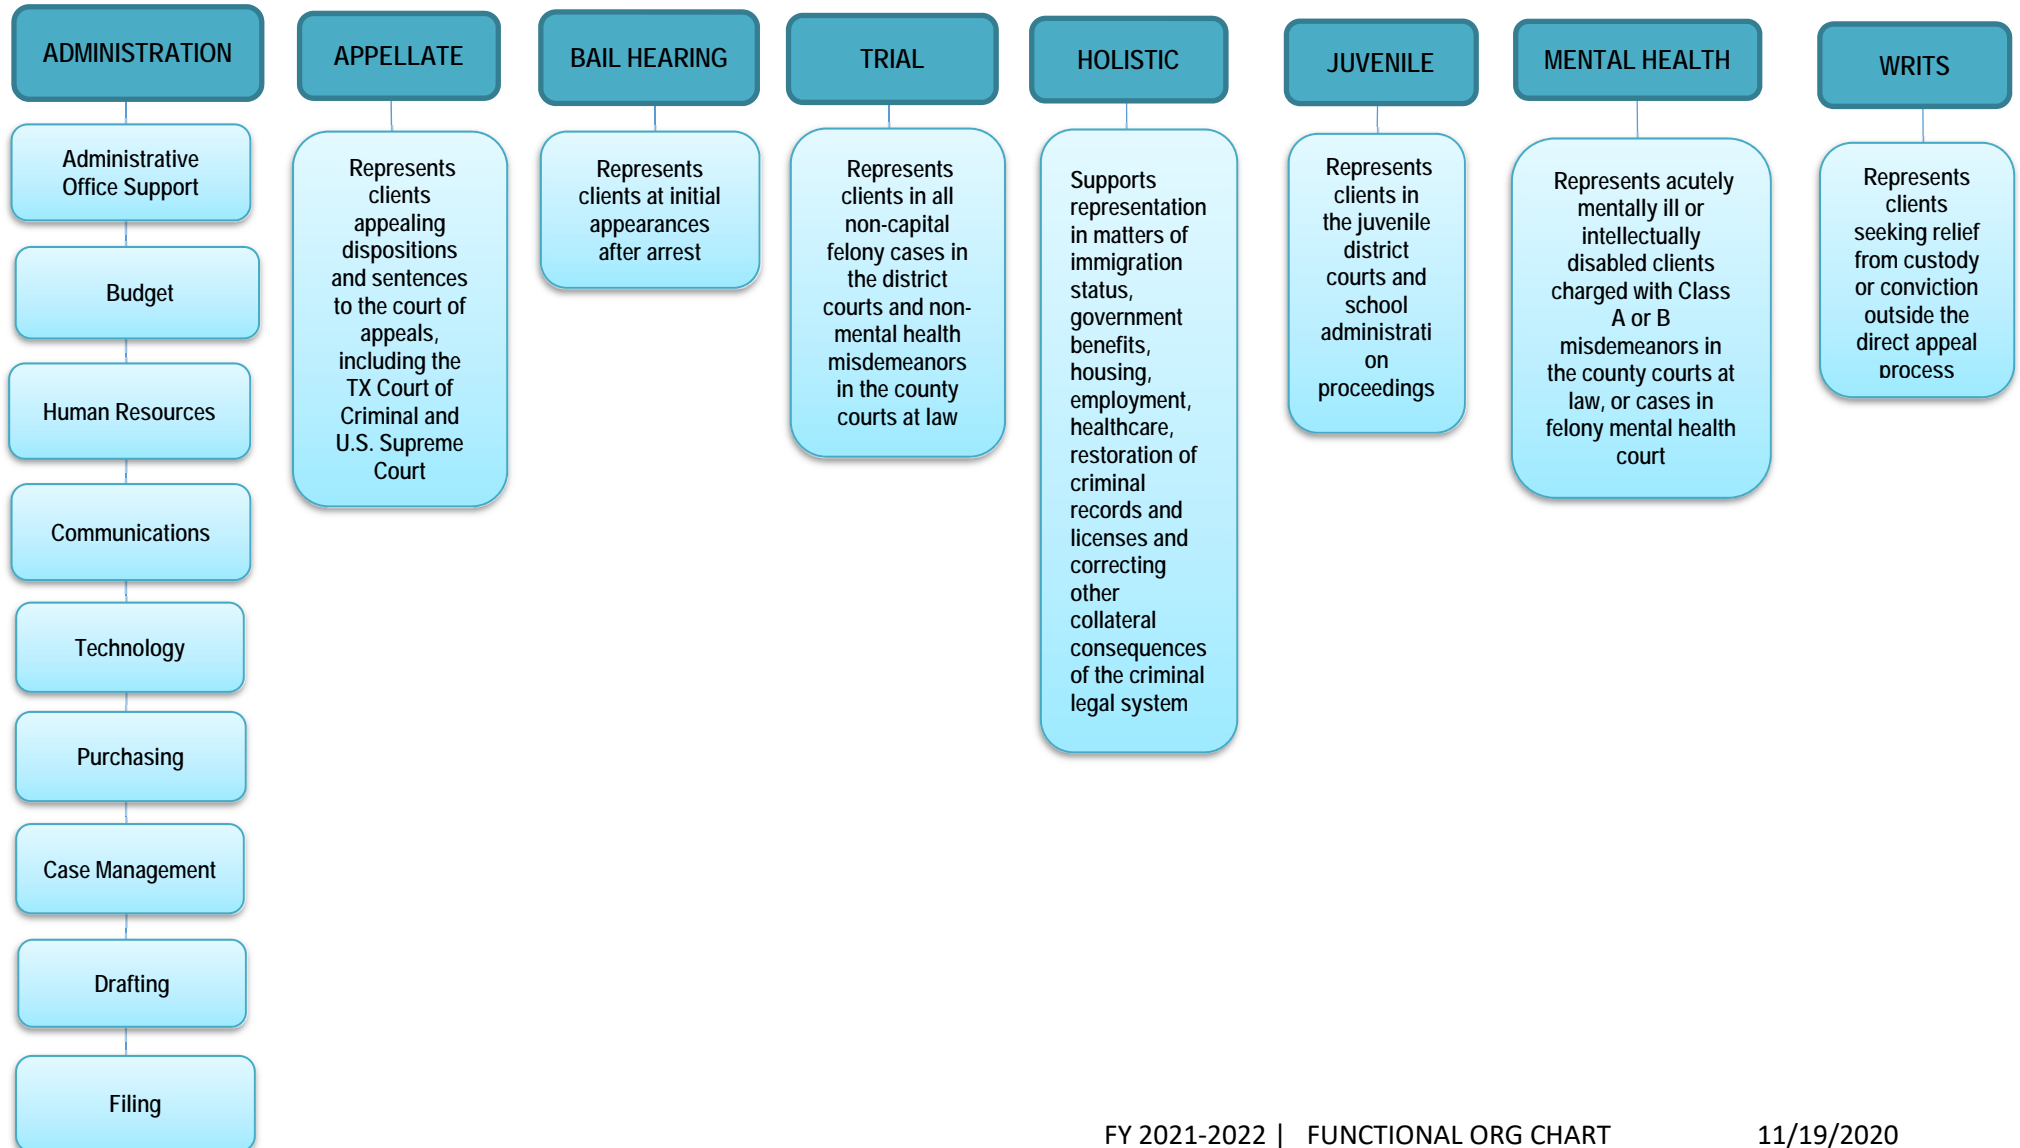 ADMINISTRATION
Administrative
Office Support
Budget
Human Resources
Communications
Technology
Purchasing
Case Management
Drafting
Filing
APPELLATE
Represents
clients
appealing
dispositions
and sentences
to the court of
appeals,
including the
TX Court of
Criminal and
U.S. Supreme
Court
BAIL HEARING
Represents
clients at initial
appearances
after arrest
TRIAL
Represents
clients in all
non-capital
felony cases in
the district
courts and non-
mental health
misdemeanors
in the county
courts at law
HOLISTIC
Supports
representation
in matters of
immigration
status,
government
benefits,
housing,
employment,
healthcare,
restoration of
criminal
records and
licenses and
correcting
other
collateral
consequences
of the criminal
legal system
JUVENILE
Represents
clients in
the juvenile
district
courts and
school
administrati
on
proceedings
MENTAL HEALTH
Represents acutely
mentally ill or
intellectually
disabled clients
charged with Class
A or B
misdemeanors in
the county courts at
law, or cases in
felony mental health
court
WRITS
Represents
clients
seeking relief
from custody
or conviction
outside the
direct appeal
process
FY 2021-2022 | FUNCTIONAL ORG CHART 11/19/2020